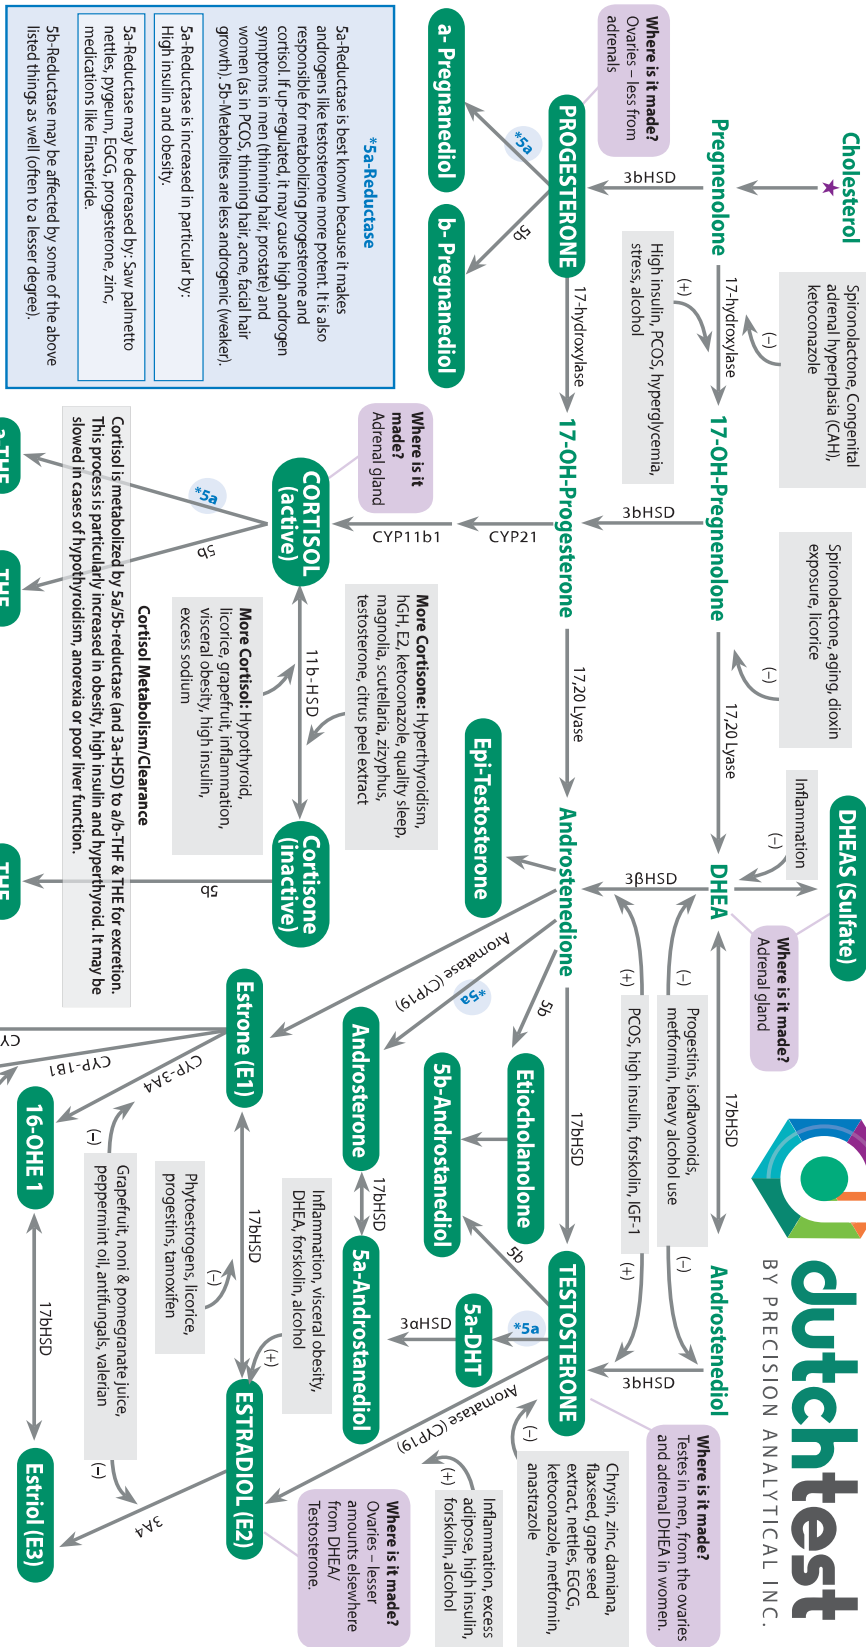 Cholesterol
Pregnenolone
3bHSD
PROGESTERONE
Where is it made?
Ovaries – less from
adrenals
*5a
5b
a- Pregnanediol
b- Pregnanediol
*5a-Reductase
5a-Reductase is best known because it makes
androgens like testosterone more potent. It is also
responsible for metabolizing progesterone and
cortisol. If up-regulated, it may cause high androgen
symptoms in men (thinning hair, prostate) and
women (as in PCOS, thinning hair, acne, facial hair
growth). 5b-Metabolites are less androgenic (weaker).
5a-Reductase is increased in particular by:
High insulin and obesity.
5a-Reductase may be decreased by: Saw palmetto
nettles, pygeum, EGCG, progesterone, zinc,
medications like Finasteride.
5b-Reductase may be affected by some of the above
listed things as well (often to a lesser degree).
Spironolactone, Congenital
adrenal hyperplasia (CAH),
ketoconazole
(–)
17-hydroxylase
(+)
High insulin, PCOS, hyperglycemia,
stress, alcohol
17-hydroxylase
17-OH-Pregnenolone
3bHSD
17-OH-Progesterone
CYP21
CYP11b1
Where is it
made?
Adrenal gland
CORTISOL
(active)
*5a
5b
a-THF
THF
Spironolactone, aging, dioxin
exposure, licorice
(–)
17,20 Lyase
17,20 Lyase
More Cortisone: Hyperthyroidism,
hGH, E2, ketoconazole, quality sleep,
magnolia, scutellaria, zizyphus,
testosterone, citrus peel extract
11b-HSD
More Cortisol: Hypothyroid,
licorice, grapefruit, inflammation,
visceral obesity, high insulin,
excess sodium
Cortisol Metabolism/Clearance
Cortisol is metabolized by 5a/5b-reductase (and 3a-HSD) to a/b-THF & THE for excretion.
This process is particularly increased in obesity, high insulin and hyperthyroid. It may be
slowed in cases of hypothyroidism, anorexia or poor liver function.
Cortisone
(inactive)
5b
THE
DHEAS (Sulfate)
Inflammation
(–)
DHEA
Where is it made?
Adrenal gland
3βHSD
Androstenedione
Epi-Testosterone
(–)
Progestins, isoflavonoids,
metformin, heavy alcohol use
(–)
(+)
PCOS, high insulin, forskolin, IGF-1
(+)
17bHSD
Androstenediol
3bHSD
17bHSD
TESTOSTERONE
Where is it made?
Testes in men, from the ovaries
and adrenal DHEA in women.
Aromatase (CYP19)
*5a
5b
Etiocholanolone
5b-Androstanediol
5b
*5a
5a-DHT
3αHSD
Androsterone
17bHSD
5a-Androstanediol
Aromatase (CYP19)
(–)
Chrysin, zinc, damiana,
flaxseed, grape seed
extract, nettles, EGCG,
ketoconazole, metformin,
anastrazole
(+)
Inflammation, excess
adipose, high insulin,
forskolin, alcohol
Estrone (E1)
17bHSD
Inflammation, visceral obesity,
DHEA, forskolin, alcohol
(+)
Phytoestrogens, licorice,
progestins, tamoxifen
(–)
ESTRADIOL (E2)
Where is it made?
Ovaries – lesser
amounts elsewhere
from DHEA/
Testosterone.
CY
CYP-1B1
CYP-3A4
(–)
Grapefruit, noni & pomegranate juice,
peppermint oil, antifungals, valerian
(–)
3A4
16-OHE 1
17bHSD
Estriol (E3)
dutchtest
BY PRECISION ANALYTICAL INC.